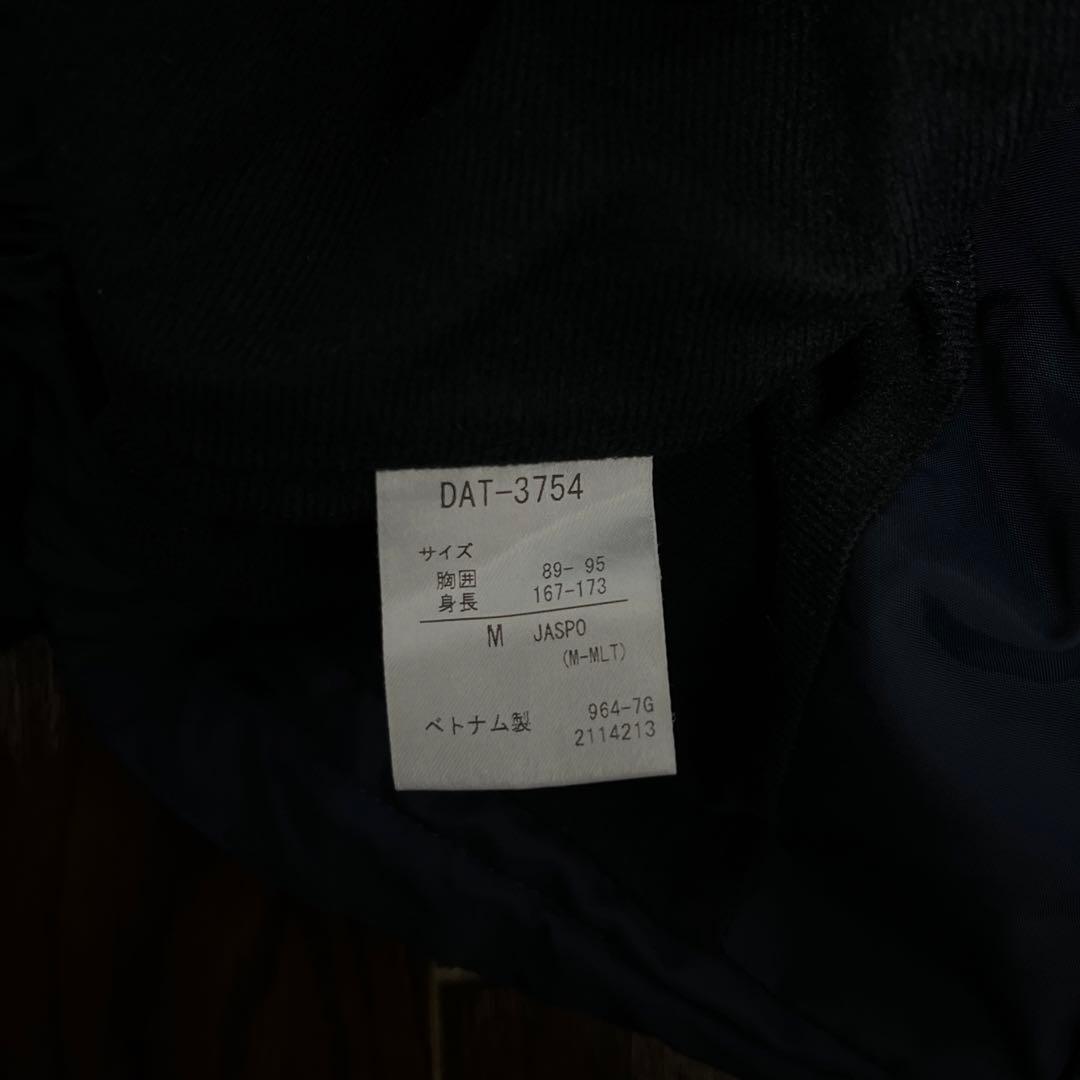 DAT-3754
サイズ
胸囲 89- 95
身長 167-173
M JASPO
(M-MLT)
964-7G
ベトナム製 2114213